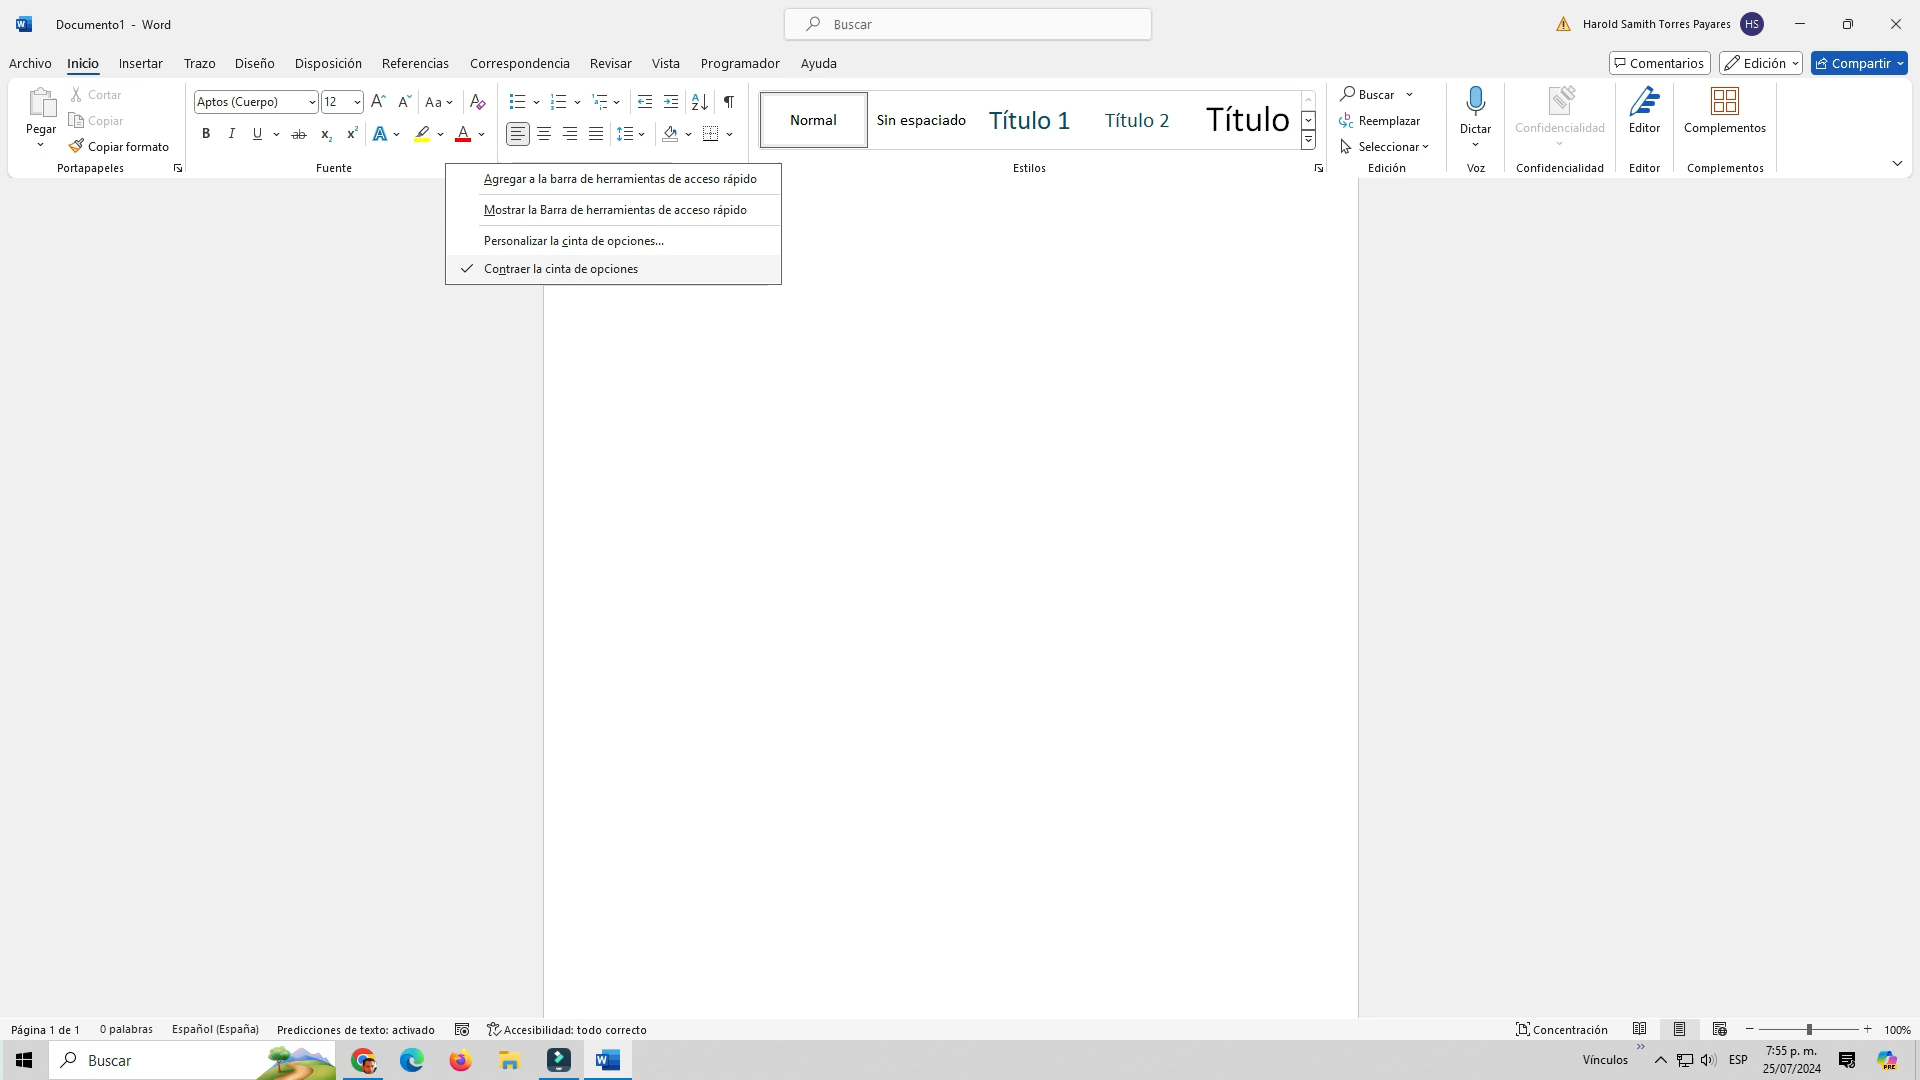 Documento1 - Word
Buscar
Harold Samith Torres Payares
HS
Archivo Inicio Insertar Trazo Diseño Disposición Referencias Correspondencia Revisar Vista Programador Ayuda
Comentarios Edición Compartir
Pegar
Cortar
Copiar
Copiar formato
Portapapeles
Aptos (Cuerpo) 12
Fuente
Normal Sin espaciado Título 1 Título 2 Título
Estilos
Buscar
Reemplazar
Seleccionar
Edición
Dictar
Voz
Confidencialidad
Confidencialidad
Editor
Editor
Complementos
Complementos
Agregar a la barra de herramientas de acceso rápido
Mostrar la Barra de herramientas de acceso rápido
Personalizar la cinta de opciones...
Contraer la cinta de opciones
Página 1 de 1 0 palabras Español (España) Predicciones de texto: activado Accesibilidad: todo correcto
Concentración 100%
Buscar
Vínculos ESP
7:55 p. m.
25/07/2024
PRE